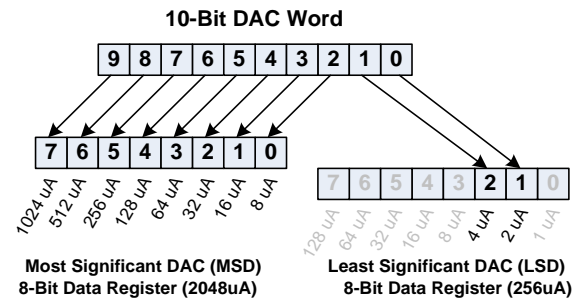 10-Bit DAC Word
9 8 7 6 5 4 3 2 1 0
7 6 5 4 3 2 1 0
1024 uA 512 uA 256 uA 128 uA 64 uA 32 uA 16 uA 8 uA
7 6 5 4 3 2 1 0
128 uA 64 uA 32 uA 16 uA 8 uA 4 uA 2 uA 1 uA
Most Significant DAC (MSD)
8-Bit Data Register (2048uA)
Least Significant DAC (LSD)
8-Bit Data Register (256uA)